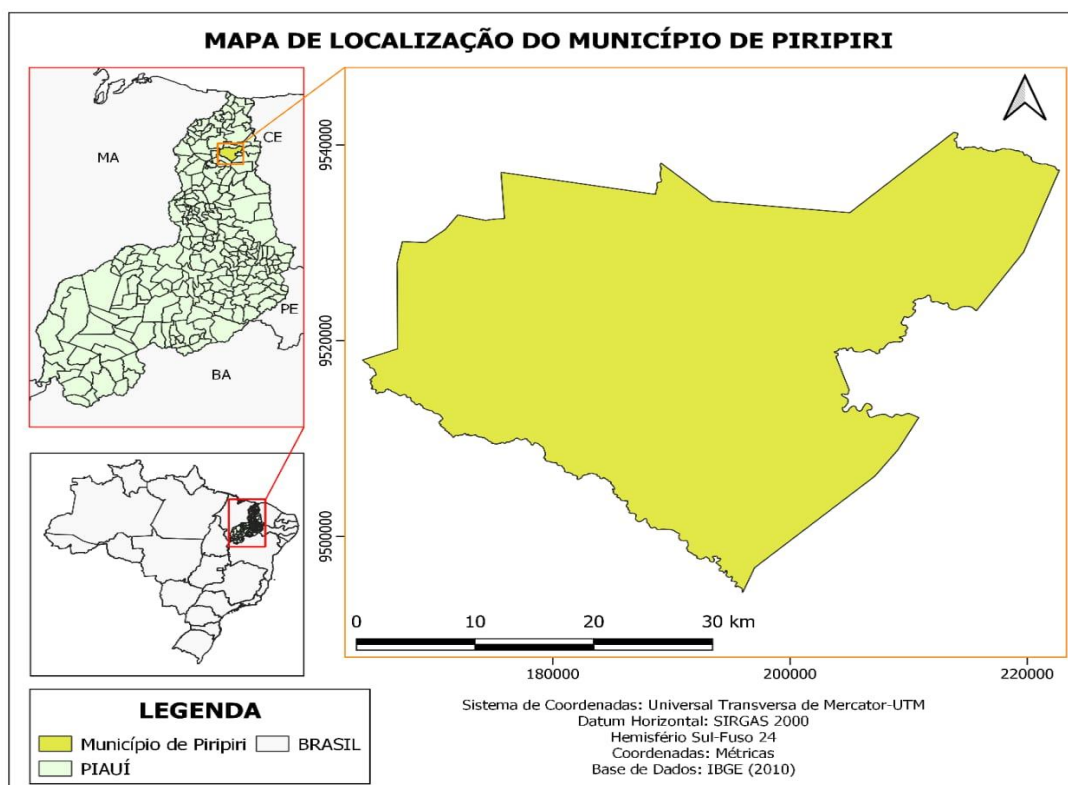 MAPA DE LOCALIZAÇÃO DO MUNICÍPIO DE PIRIPIRI
MA
CE
PE
BA
9540000
9520000
9500000
0 10 20 30 km
180000 200000 220000
LEGENDA
Município de Piripiri
BRASIL
PIAUÍ
Sistema de Coordenadas: Universal Transversa de Mercator-UTM
Datum Horizontal: SIRGAS 2000
Hemisfério Sul-Fuso 24
Coordenadas: Métricas
Base de Dados: IBGE (2010)